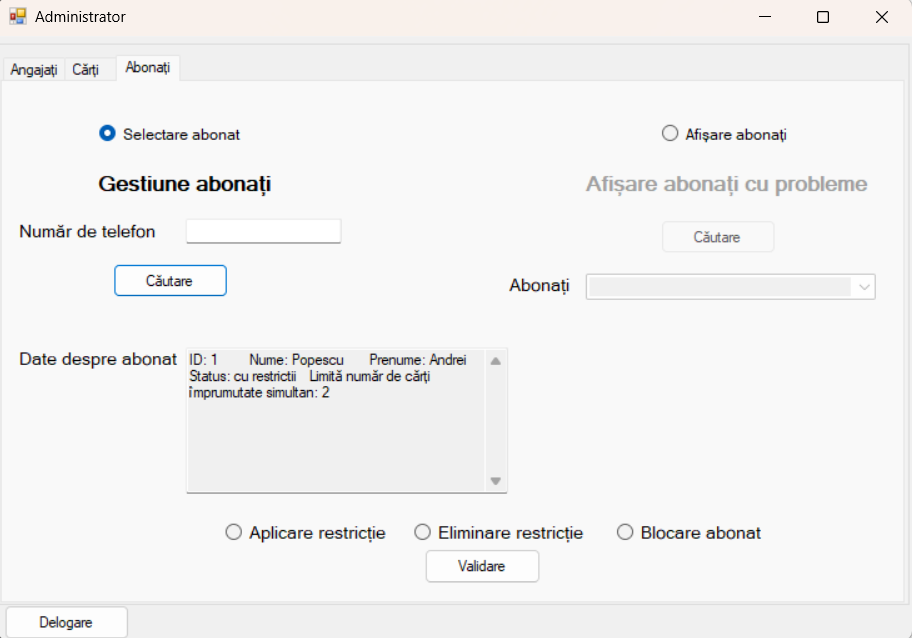 Administrator
Angajați Cărți Abonați
Selectare abonat
Afișare abonați
Gestiune abonați
Afișare abonați cu probleme
Număr de telefon
Căutare
Căutare
Abonați
Date despre abonat
ID: 1 Nume: Popescu Prenume: Andrei
Status: cu restrictii Limită număr de cărți
împrumutate simultan: 2
Aplicare restricție Eliminare restricție Blocare abonat
Validare
Delogare